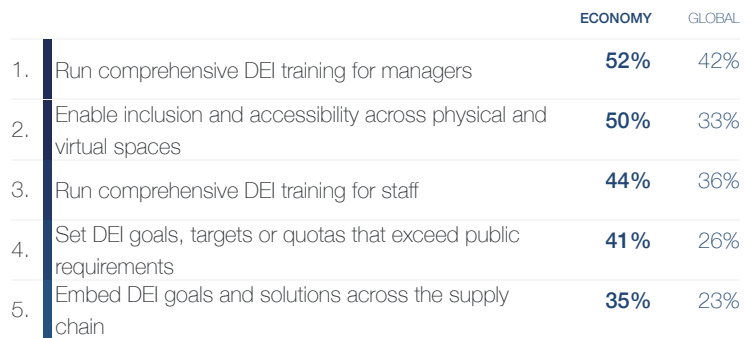 ECONOMY GLOBAL
1. Run comprehensive DEI training for managers 52% 42%
2. Enable inclusion and accessibility across physical and
virtual spaces 50% 33%
3. Run comprehensive DEI training for staff 44% 36%
4. Set DEI goals, targets or quotas that exceed public
requirements 41% 26%
5. Embed DEI goals and solutions across the supply
chain 35% 23%